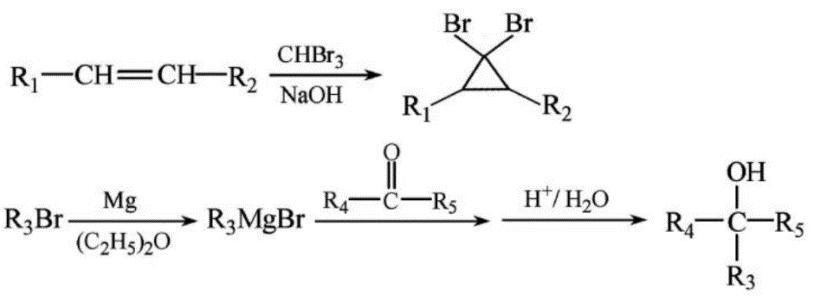 Br Br
R₁—CH=CH—R₂ CHBr₃ NaOH R₁ R₂
R₃Br Mg (C₂H₅)₂O R₃MgBr R₄—C—R₅ O H⁺/H₂O OH R₄—C—R₅ R₃